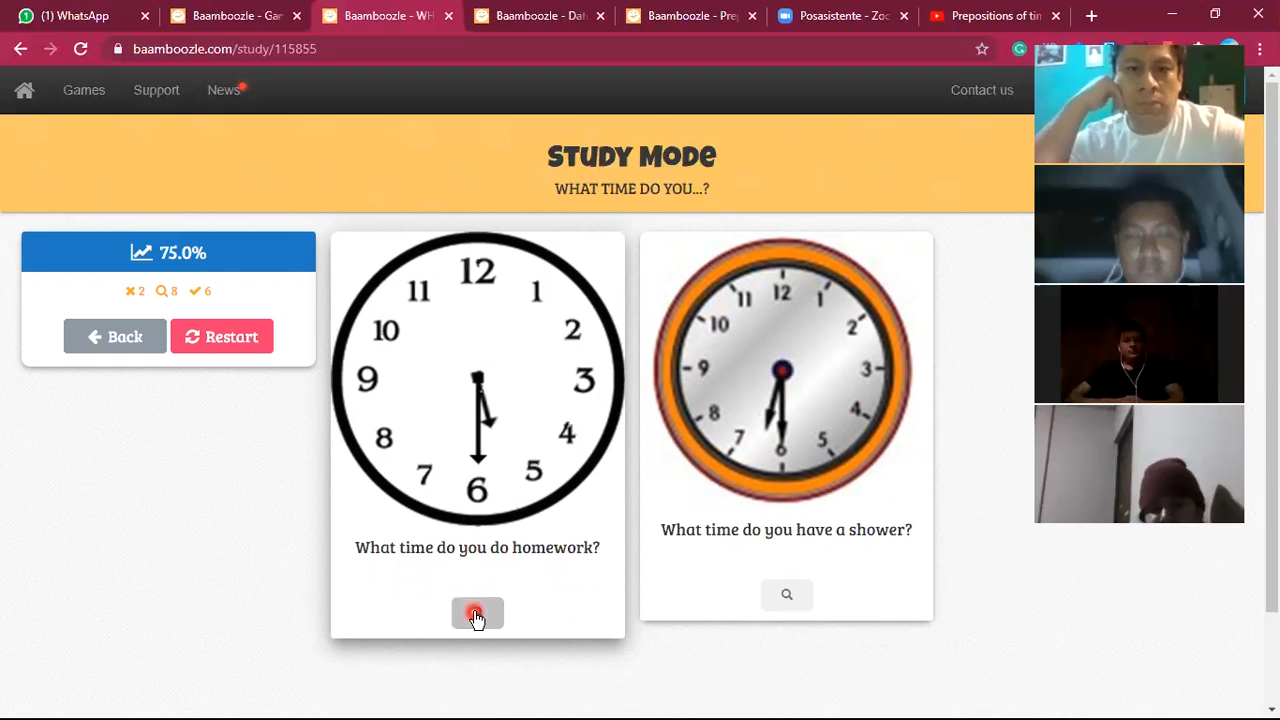 (1) WhatsApp
Baamboozle - Gar
Baamboozle - WH
Baamboozle - Dat
Baamboozle - Pre
Posasistente - Zoo
Prepositions of tim
baamboozle.com/study/115855
Games
Support
News
Contact us
Study Mode
WHAT TIME DO YOU...?
75.0%
2
8
6
Back
Restart
12
1
2
3
4
5
6
7
8
9
10
11
What time do you do homework?
12
1
2
3
4
5
6
7
8
9
10
11
What time do you have a shower?